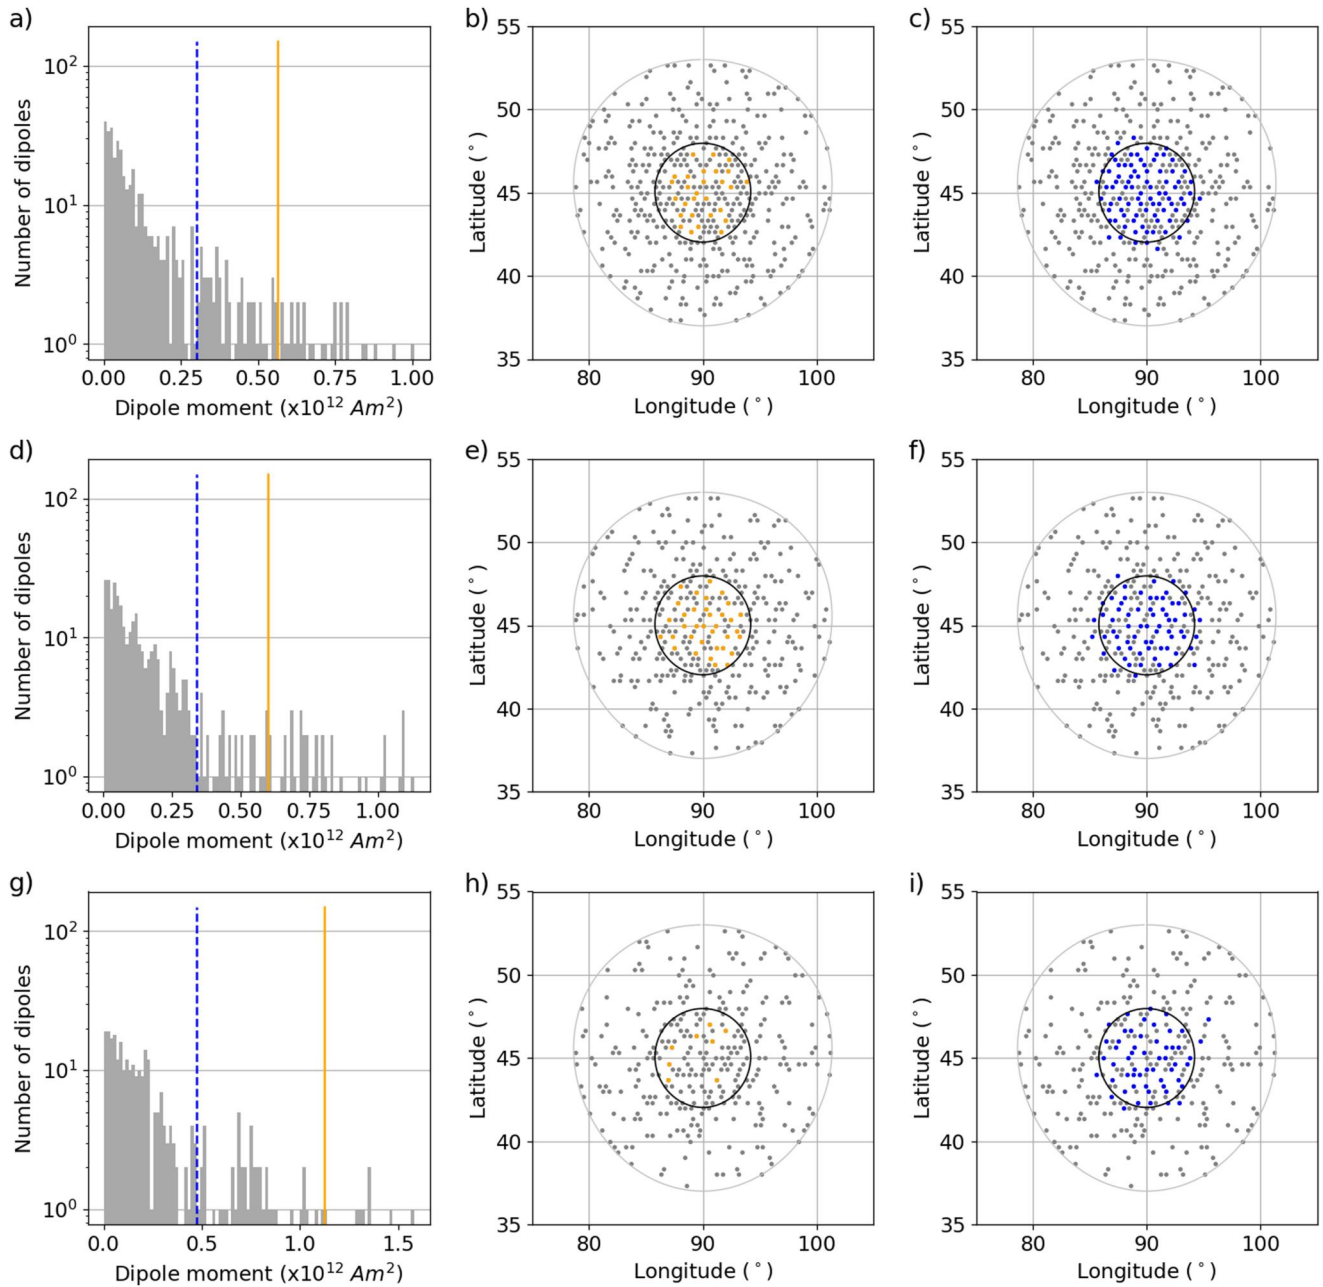 a)
Number of dipoles
10²
10¹
10⁰
0.00 0.25 0.50 0.75 1.00
Dipole moment (x10¹² Am²)
b)
Latitude (°)
55
50
45
40
35
80 90 100
Longitude (°)
c)
Latitude (°)
55
50
45
40
35
80 90 100
Longitude (°)
d)
Number of dipoles
10²
10¹
10⁰
0.00 0.25 0.50 0.75 1.00
Dipole moment (x10¹² Am²)
e)
Latitude (°)
55
50
45
40
35
80 90 100
Longitude (°)
f)
Latitude (°)
55
50
45
40
35
80 90 100
Longitude (°)
g)
Number of dipoles
10²
10¹
10⁰
0.0 0.5 1.0 1.5
Dipole moment (x10¹² Am²)
h)
Latitude (°)
55
50
45
40
35
80 90 100
Longitude (°)
i)
Latitude (°)
55
50
45
40
35
80 90 100
Longitude (°)